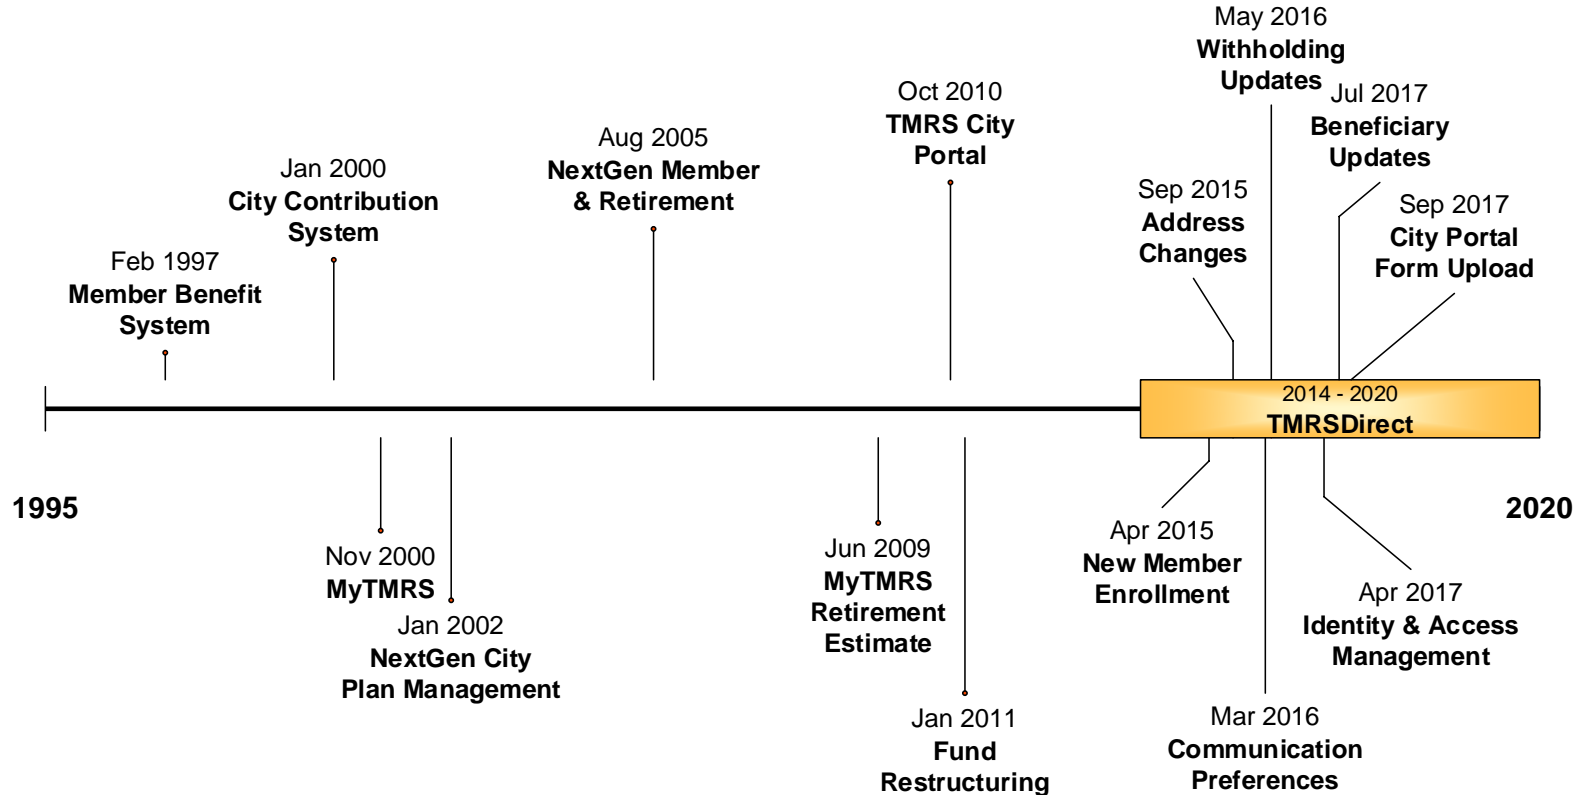 May 2016
Withholding
Updates
Jul 2017
Beneficiary
Updates
Oct 2010
TMRS City
Portal
Aug 2005
NextGen Member
& Retirement
Jan 2000
City Contribution
System
Sep 2015
Address
Changes
Sep 2017
City Portal
Form Upload
Feb 1997
Member Benefit
System
2014 - 2020
TMRSDirect
1995
2020
Nov 2000
MyTMRS
Jan 2002
NextGen City
Plan Management
Jun 2009
MyTMRS
Retirement
Estimate
Jan 2011
Fund
Restructuring
Apr 2015
New Member
Enrollment
Mar 2016
Communication
Preferences
Apr 2017
Identity & Access
Management